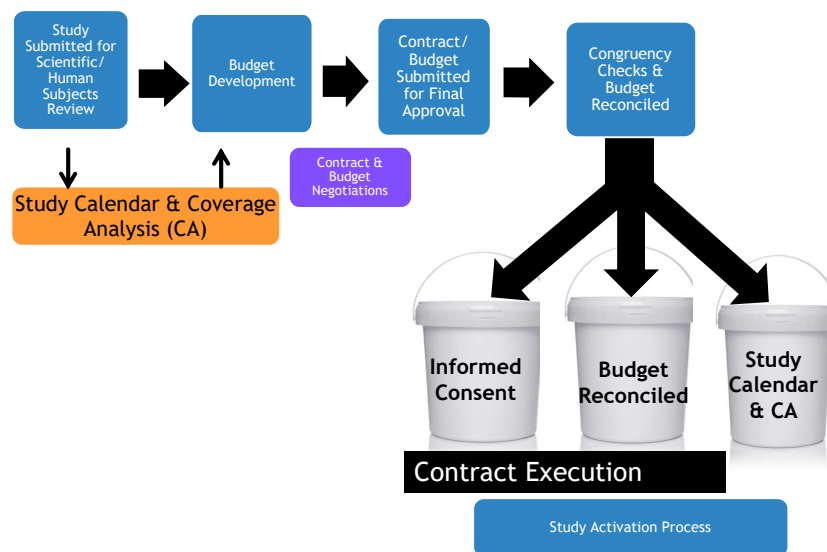 Study
Submitted for
Scientific/
Human
Subjects
Review
Budget
Development
Contract/
Budget
Submitted
for Final
Approval
Congruency
Checks &
Budget
Reconciled
Contract &
Budget
Negotiations
Study Calendar & Coverage
Analysis (CA)
Informed
Consent
Budget
Reconciled
Study
Calendar
& CA
Contract Execution
Study Activation Process